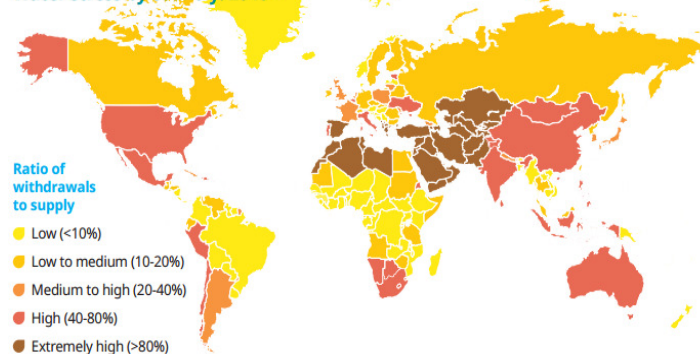 Ratio of
withdrawals
to supply
Low (<10%)
Low to medium (10-20%)
Medium to high (20-40%)
High (40-80%)
Extremely high (>80%)